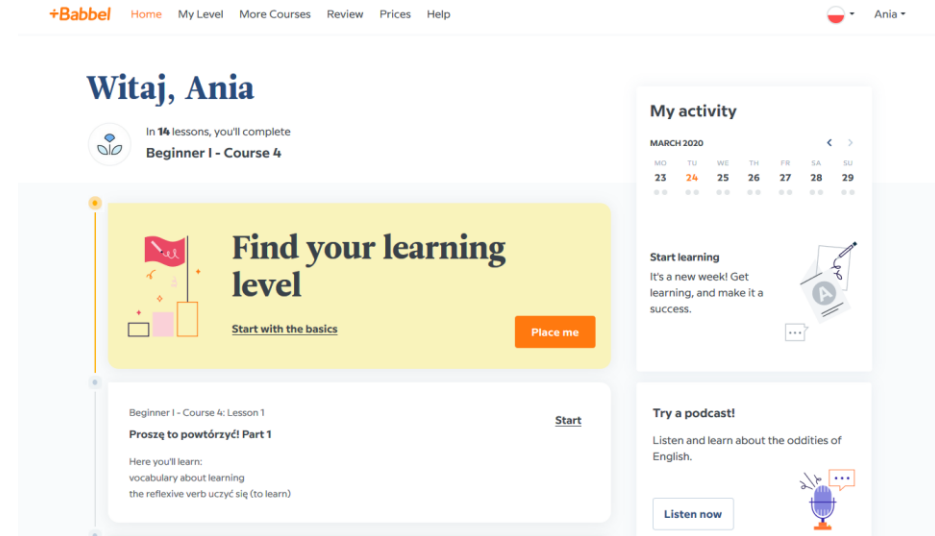 +Babbel Home My Level More Courses Review Prices Help Ania
Witaj, Ania
In 14 lessons, you'll complete
Beginner I - Course 4
Find your learning
level
Start with the basics
Place me
Beginner I - Course 4: Lesson 1
Proszę to powtórzyć! Part 1
Start
Here you'll learn:
vocabulary about learning
the reflexive verb uczyć się (to learn)
My activity
MARCH 2020
MO TU WE TH FR SA SU
23 24 25 26 27 28 29
Start learning
It's a new week! Get
learning, and make it a
success.
A
Try a podcast!
Listen and learn about the oddities of
English.
Listen now